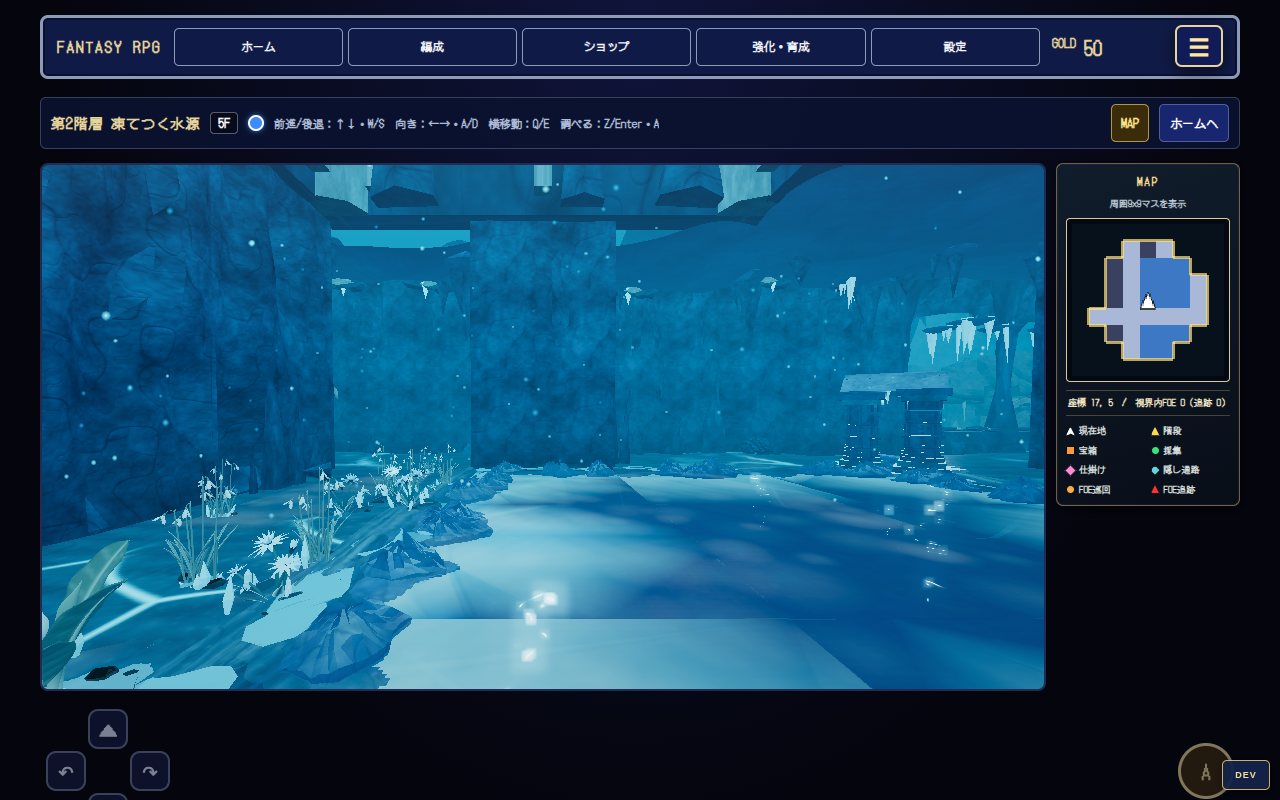 FANTASY RPG ホーム 編成 ショップ 強化・育成 設定 GOLD 50
第2階層 凍てつく水源 5F 前進/後退：↑↓・W/S 向き：←→・A/D 横移動：Q/E 調べる：Z/Enter・A MAP ホームへ
MAP
周囲9x9マスを表示
座標 17, 5 / 視界内FOE 0 (追跡 0)
現在地 階段
宝箱 採集
仕掛け 隠し通路
FOE巡回 FOE追跡
A DEV